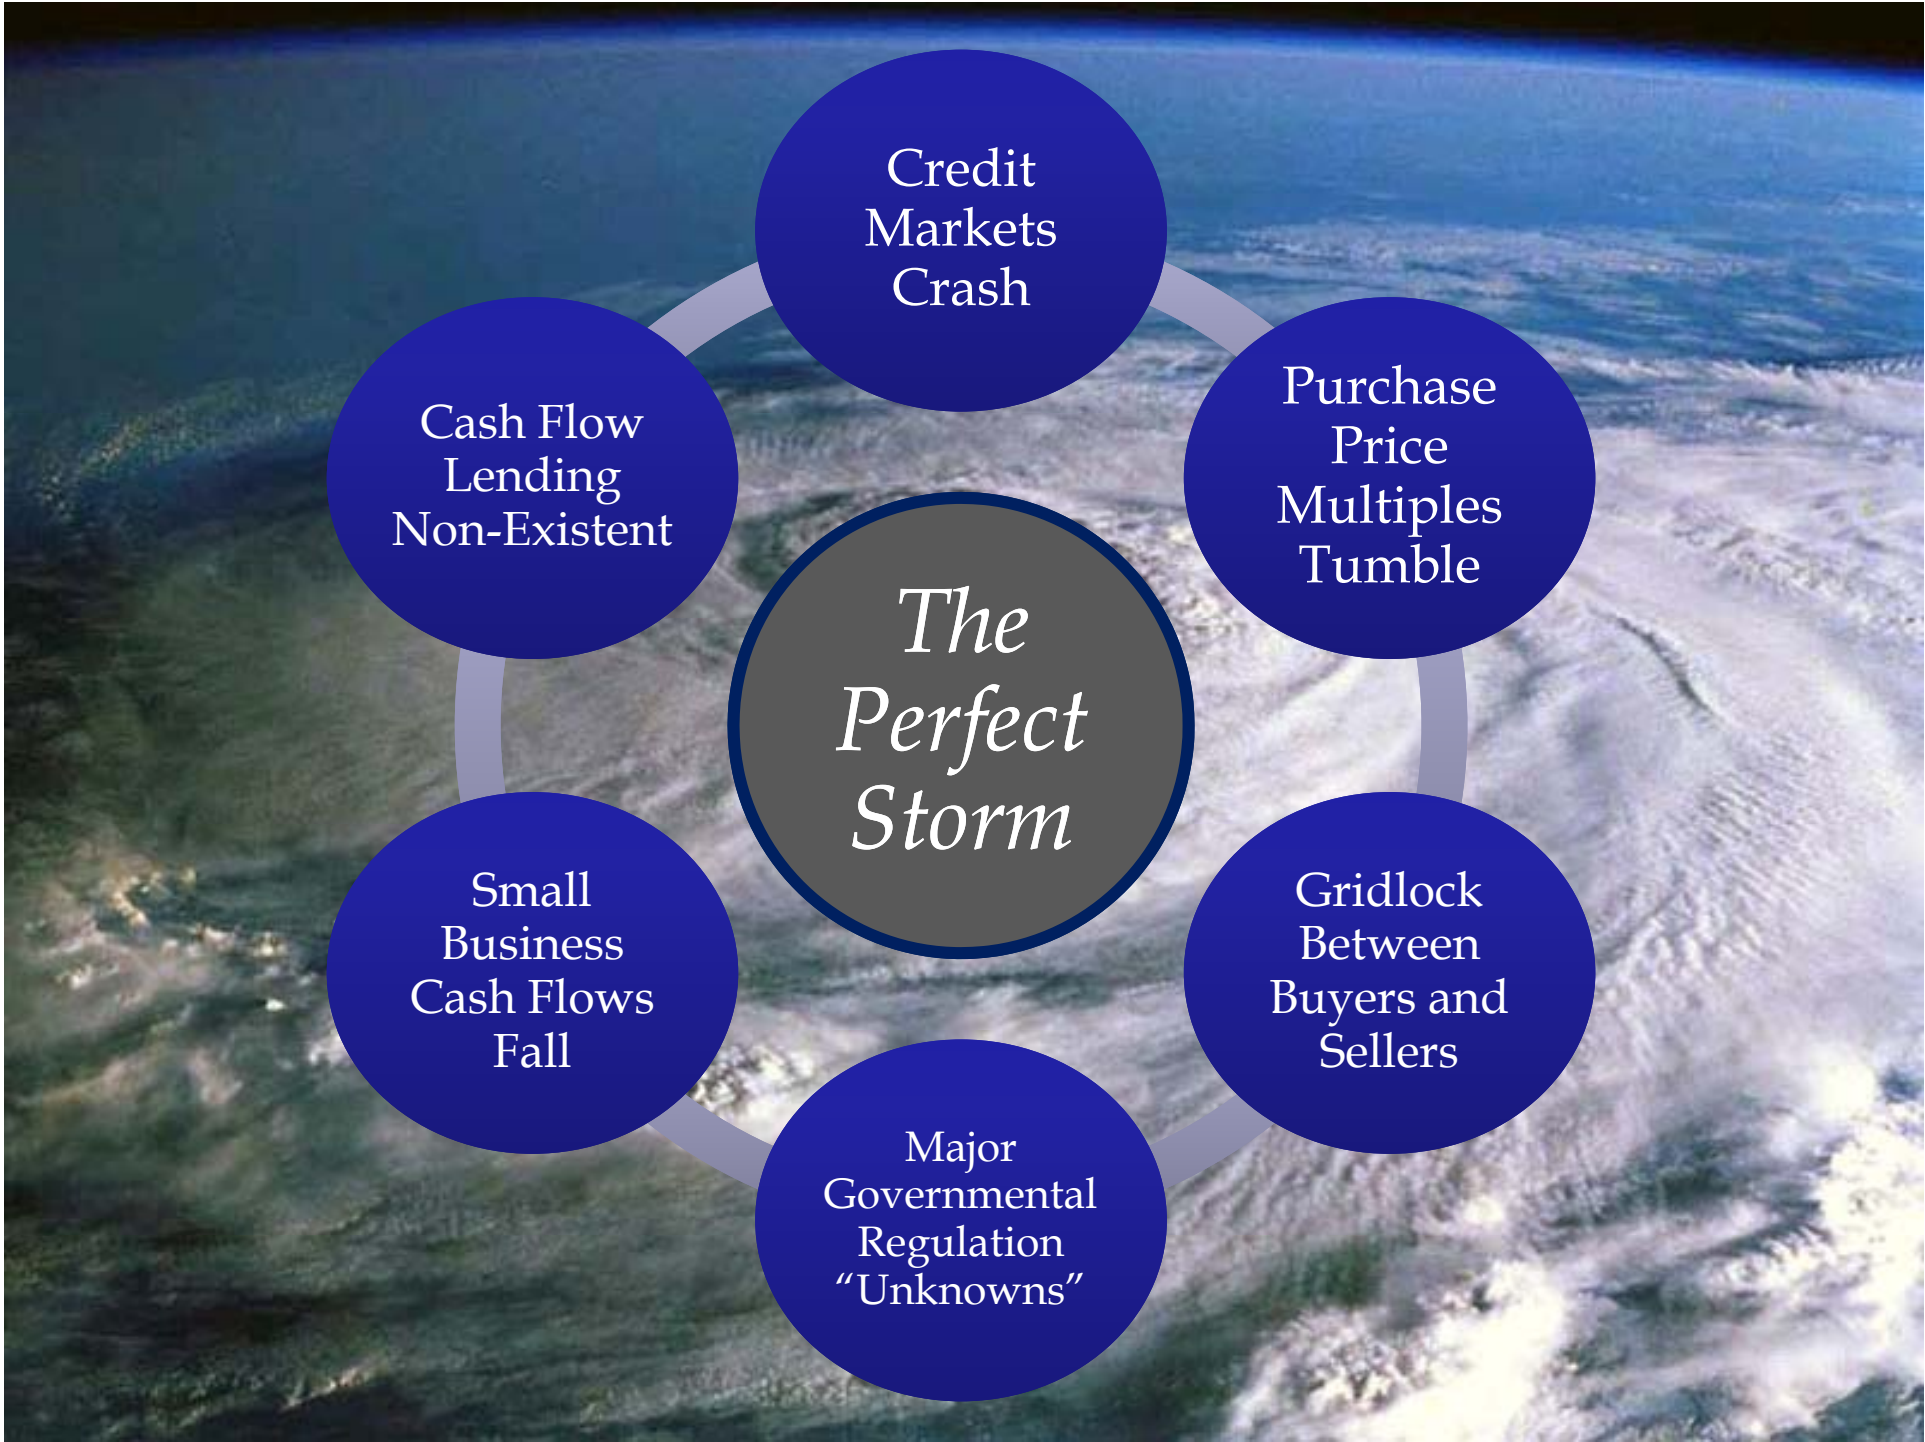 Credit
Markets
Crash
Purchase
Price
Multiples
Tumble
Gridlock
Between
Buyers and
Sellers
Major
Governmental
Regulation
“Unknowns”
Small
Business
Cash Flows
Fall
Cash Flow
Lending
Non-Existent
The
Perfect
Storm